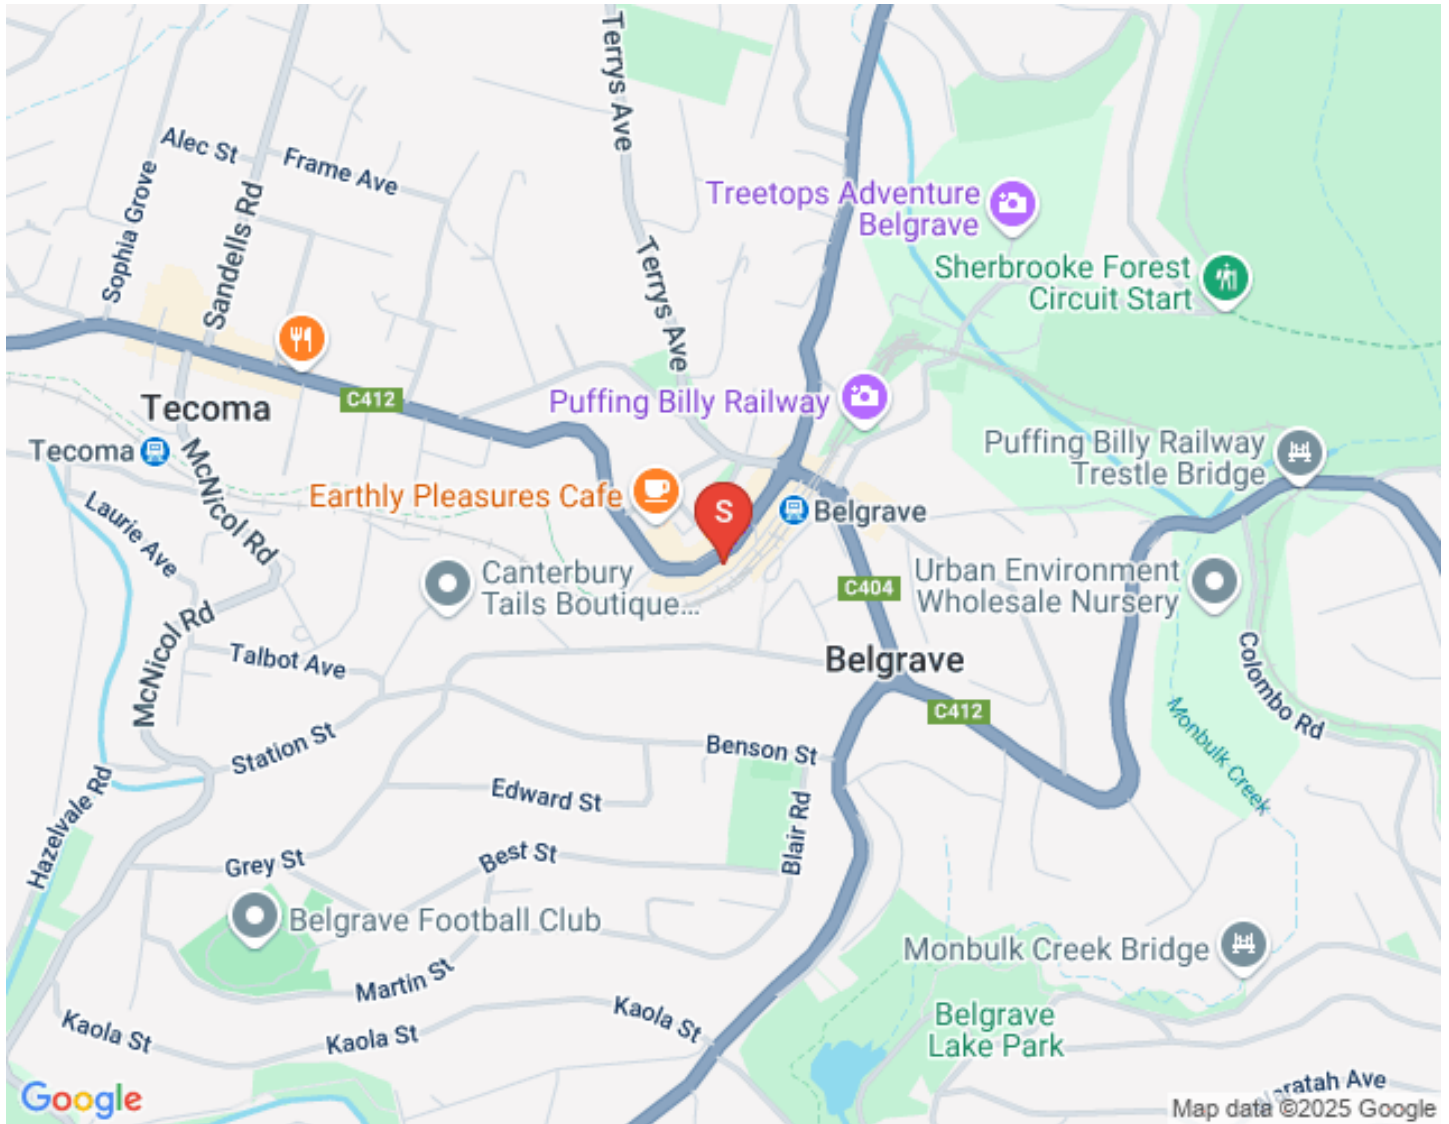 Terrys Ave
Alec St
Frame Ave
Sophia Grove
Sandells Rd
Treetops Adventure
Belgrave
Sherbrooke Forest
Circuit Start
Terrys Ave
C412
Tecoma
Puffing Billy Railway
Tecoma
McNicol Rd
Puffing Billy Railway
Trestle Bridge
Earthly Pleasures Cafe
S
Belgrave
Laurie Ave
Canterbury
Tails Boutique...
C404
Urban Environment
Wholesale Nursery
McNicol Rd
Talbot Ave
Belgrave
Colombo Rd
C412
Station St
Benson St
Monbulk Creek
Hazelvale Rd
Edward St
Blair Rd
Grey St
Best St
Belgrave Football Club
Monbulk Creek Bridge
Martin St
Kaola St
Kaola St
Kaola St
Belgrave
Lake Park
Google
Map data ©2025 Google